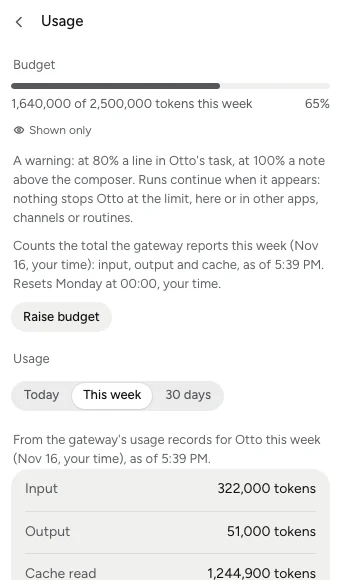 Usage
Budget
1,640,000 of 2,500,000 tokens this week 65%
Shown only
A warning: at 80% a line in Otto's task, at 100% a note
above the composer. Runs continue when it appears:
nothing stops Otto at the limit, here or in other apps,
channels or routines.
Counts the total the gateway reports this week (Nov
16, your time): input, output and cache, as of 5:39 PM.
Resets Monday at 00:00, your time.
Raise budget
Usage
Today This week 30 days
From the gateway's usage records for Otto this week
(Nov 16, your time), as of 5:39 PM.
Input 322,000 tokens
Output 51,000 tokens
Cache read 1,244,900 tokens